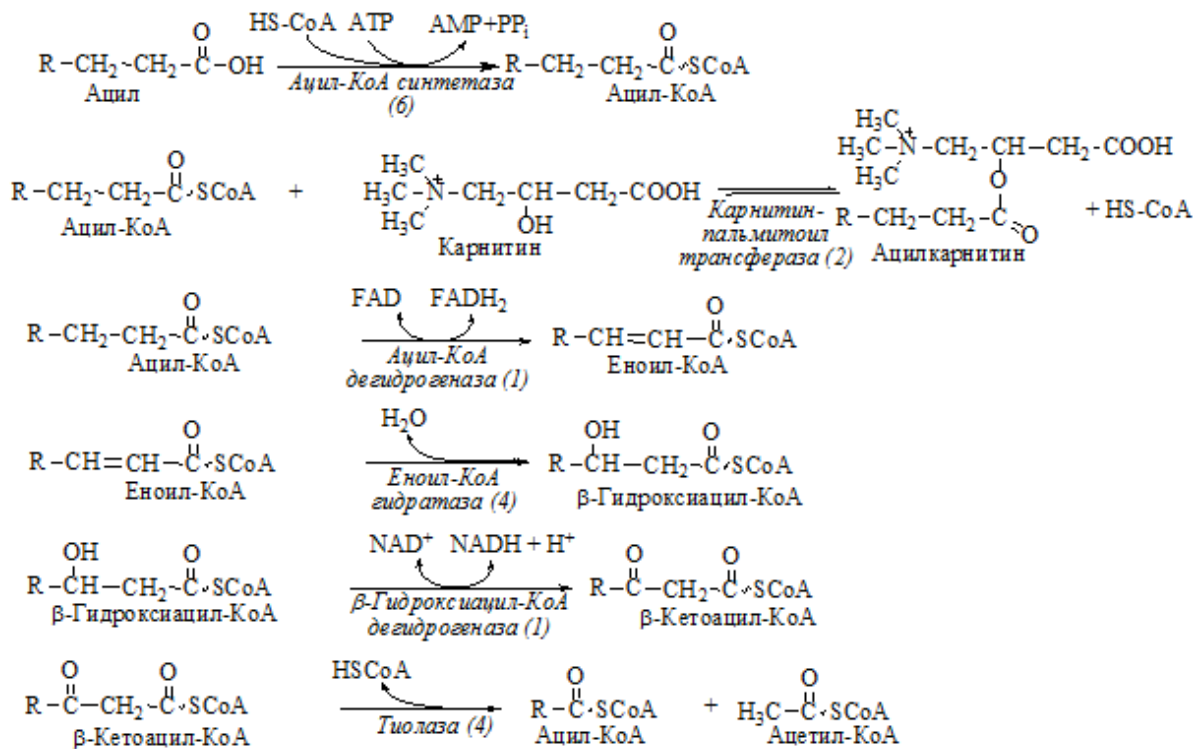 HS-CoA ATP AMP+PPi
R–CH2–CH2–C(=O)–OH
Ацил
Ацил-КоА синтетаза
(6)
R–CH2–CH2–C(=O)~SCoA
Ацил-КоА
R–CH2–CH2–C(=O)~SCoA
Ацил-КоА
+
H3C
H3C–N+–CH2–CH–CH2–COOH
H3C
OH
Карнитин
Карнитин-
пальмитоил
трансфераза (2)
H3C
H3C–N+–CH2–CH–CH2–COOH
H3C
O
R–CH2–CH2–C=O
Ацилкарнитин
+ HS-CoA
R–CH2–CH2–C(=O)~SCoA
Ацил-КоА
FAD FADH2
Ацил-КоА
дегидрогеназа (1)
R–CH=CH–C(=O)~SCoA
Еноил-КоА
R–CH=CH–C(=O)~SCoA
Еноил-КоА
H2O
Еноил-КоА
гидратаза (4)
OH
R–CH–CH2–C(=O)~SCoA
β-Гидроксиацил-КоА
OH
R–CH–CH2–C(=O)~SCoA
β-Гидроксиацил-КоА
NAD+ NADH + H+
β-Гидроксиацил-КоА
дегидрогеназа (1)
R–C(=O)–CH2–C(=O)~SCoA
β-Кетоацил-КоА
R–C(=O)–CH2–C(=O)~SCoA
β-Кетоацил-КоА
HSCoA
Тиолаза (4)
R–C(=O)~SCoA
Ацил-КоА
+
H3C–C(=O)~SCoA
Ацетил-КоА